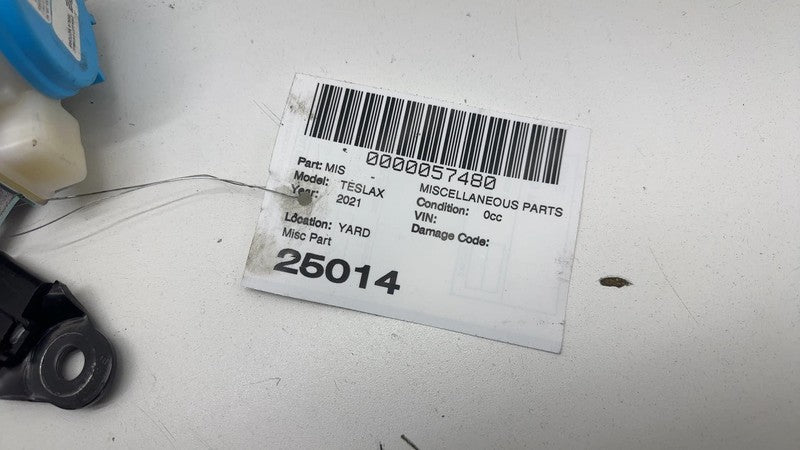 0000057480
Part: MIS MISCELLANEOUS PARTS
Model: TESLAX Condition: 0cc
Year: 2021 VIN:
Location: YARD Damage Code:
Misc Part
25014